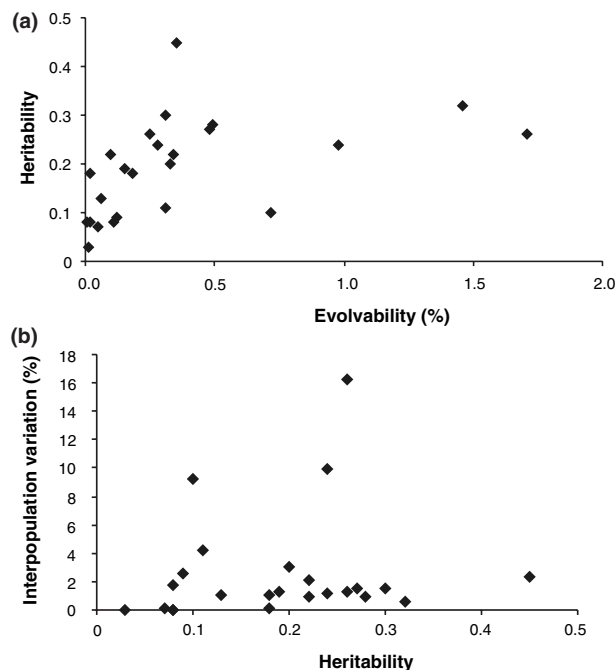 (a)
Heritability
0.5
0.4
0.3
0.2
0.1
0
0.0 0.5 1.0 1.5 2.0
Evolvability (%)
(b)
Interpopulation variation (%)
18
16
14
12
10
8
6
4
2
0
0 0.1 0.2 0.3 0.4 0.5
Heritability